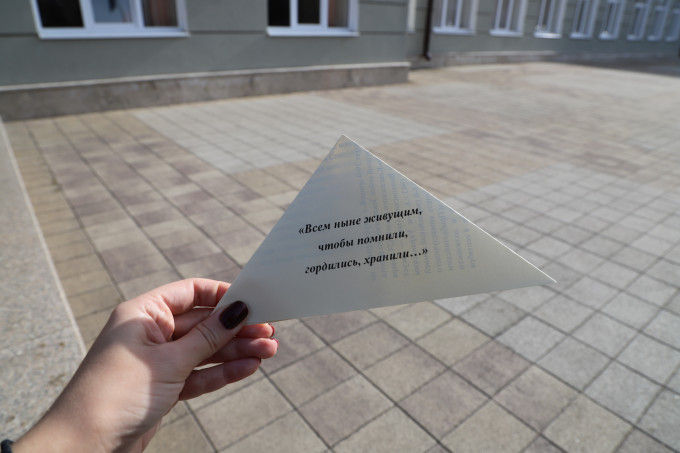 «Всем ныне живущим,
чтобы помнили,
гордились, хранили...»